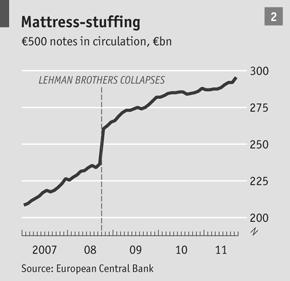 2
Mattress-stuffing
€500 notes in circulation, €bn
LEHMAN BROTHERS COLLAPSES
300
275
250
225
200
2007 08 09 10 11
Source: European Central Bank